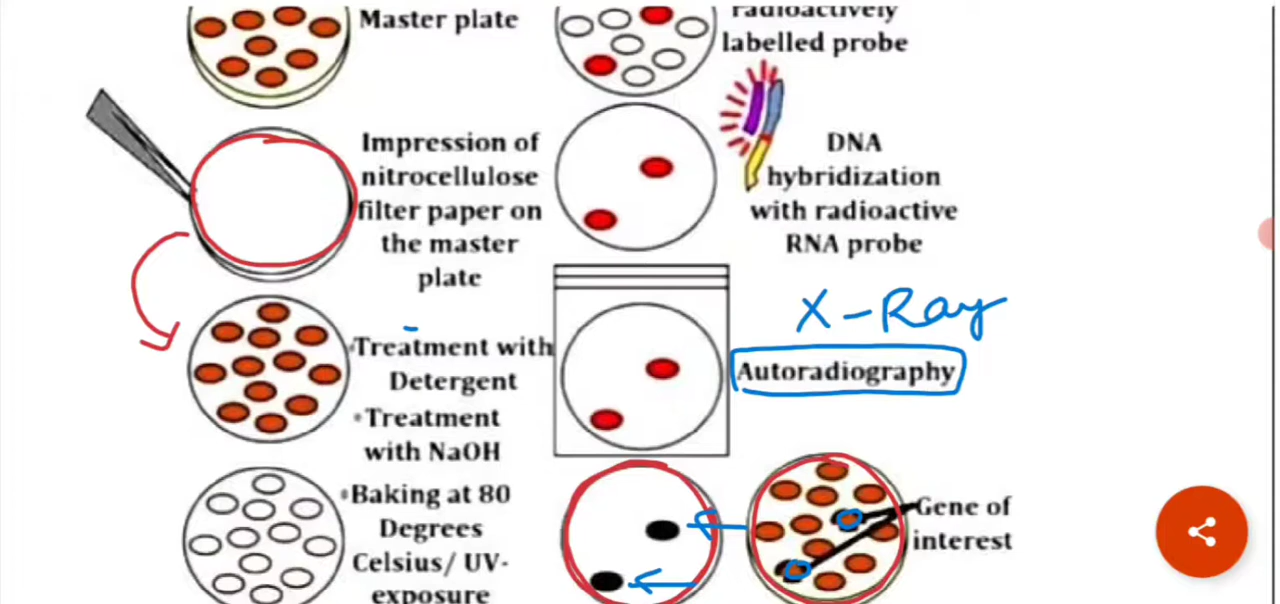 Master plate
radioactively
labelled probe
Impression of
nitrocellulose
filter paper on
the master
plate
DNA
hybridization
with radioactive
RNA probe
•Treatment with
Detergent
•Treatment
with NaOH
X-Ray
Autoradiography
•Baking at 80
Degrees
Celsius/ UV-
exposure
Gene of
interest